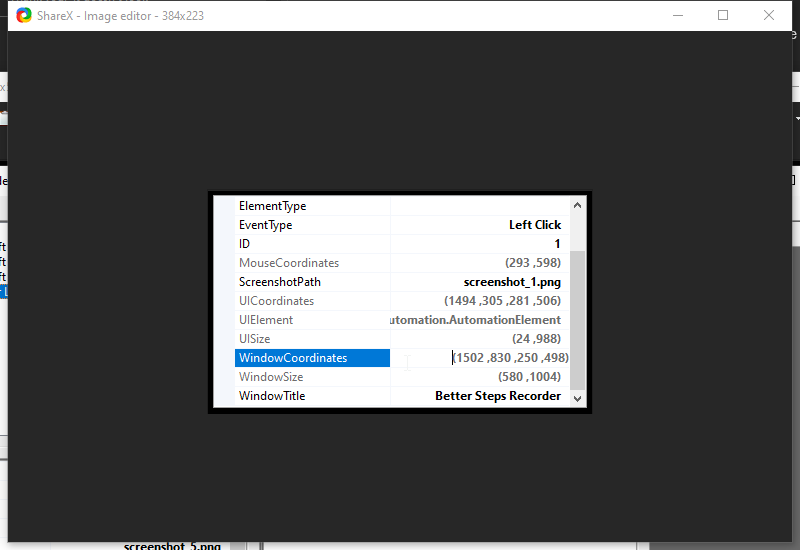 ShareX - Image editor - 384x223
ElementType
EventType Left Click
ID 1
MouseCoordinates (293 ,598)
ScreenshotPath screenshot_1.png
UICoordinates (1494 ,305 ,281 ,506)
UIElement utomation.AutomationElement
UISize (24 ,988)
WindowCoordinates (1502 ,830 ,250 ,498)
WindowSize (580 ,1004)
WindowTitle Better Steps Recorder
screenshot_5.png